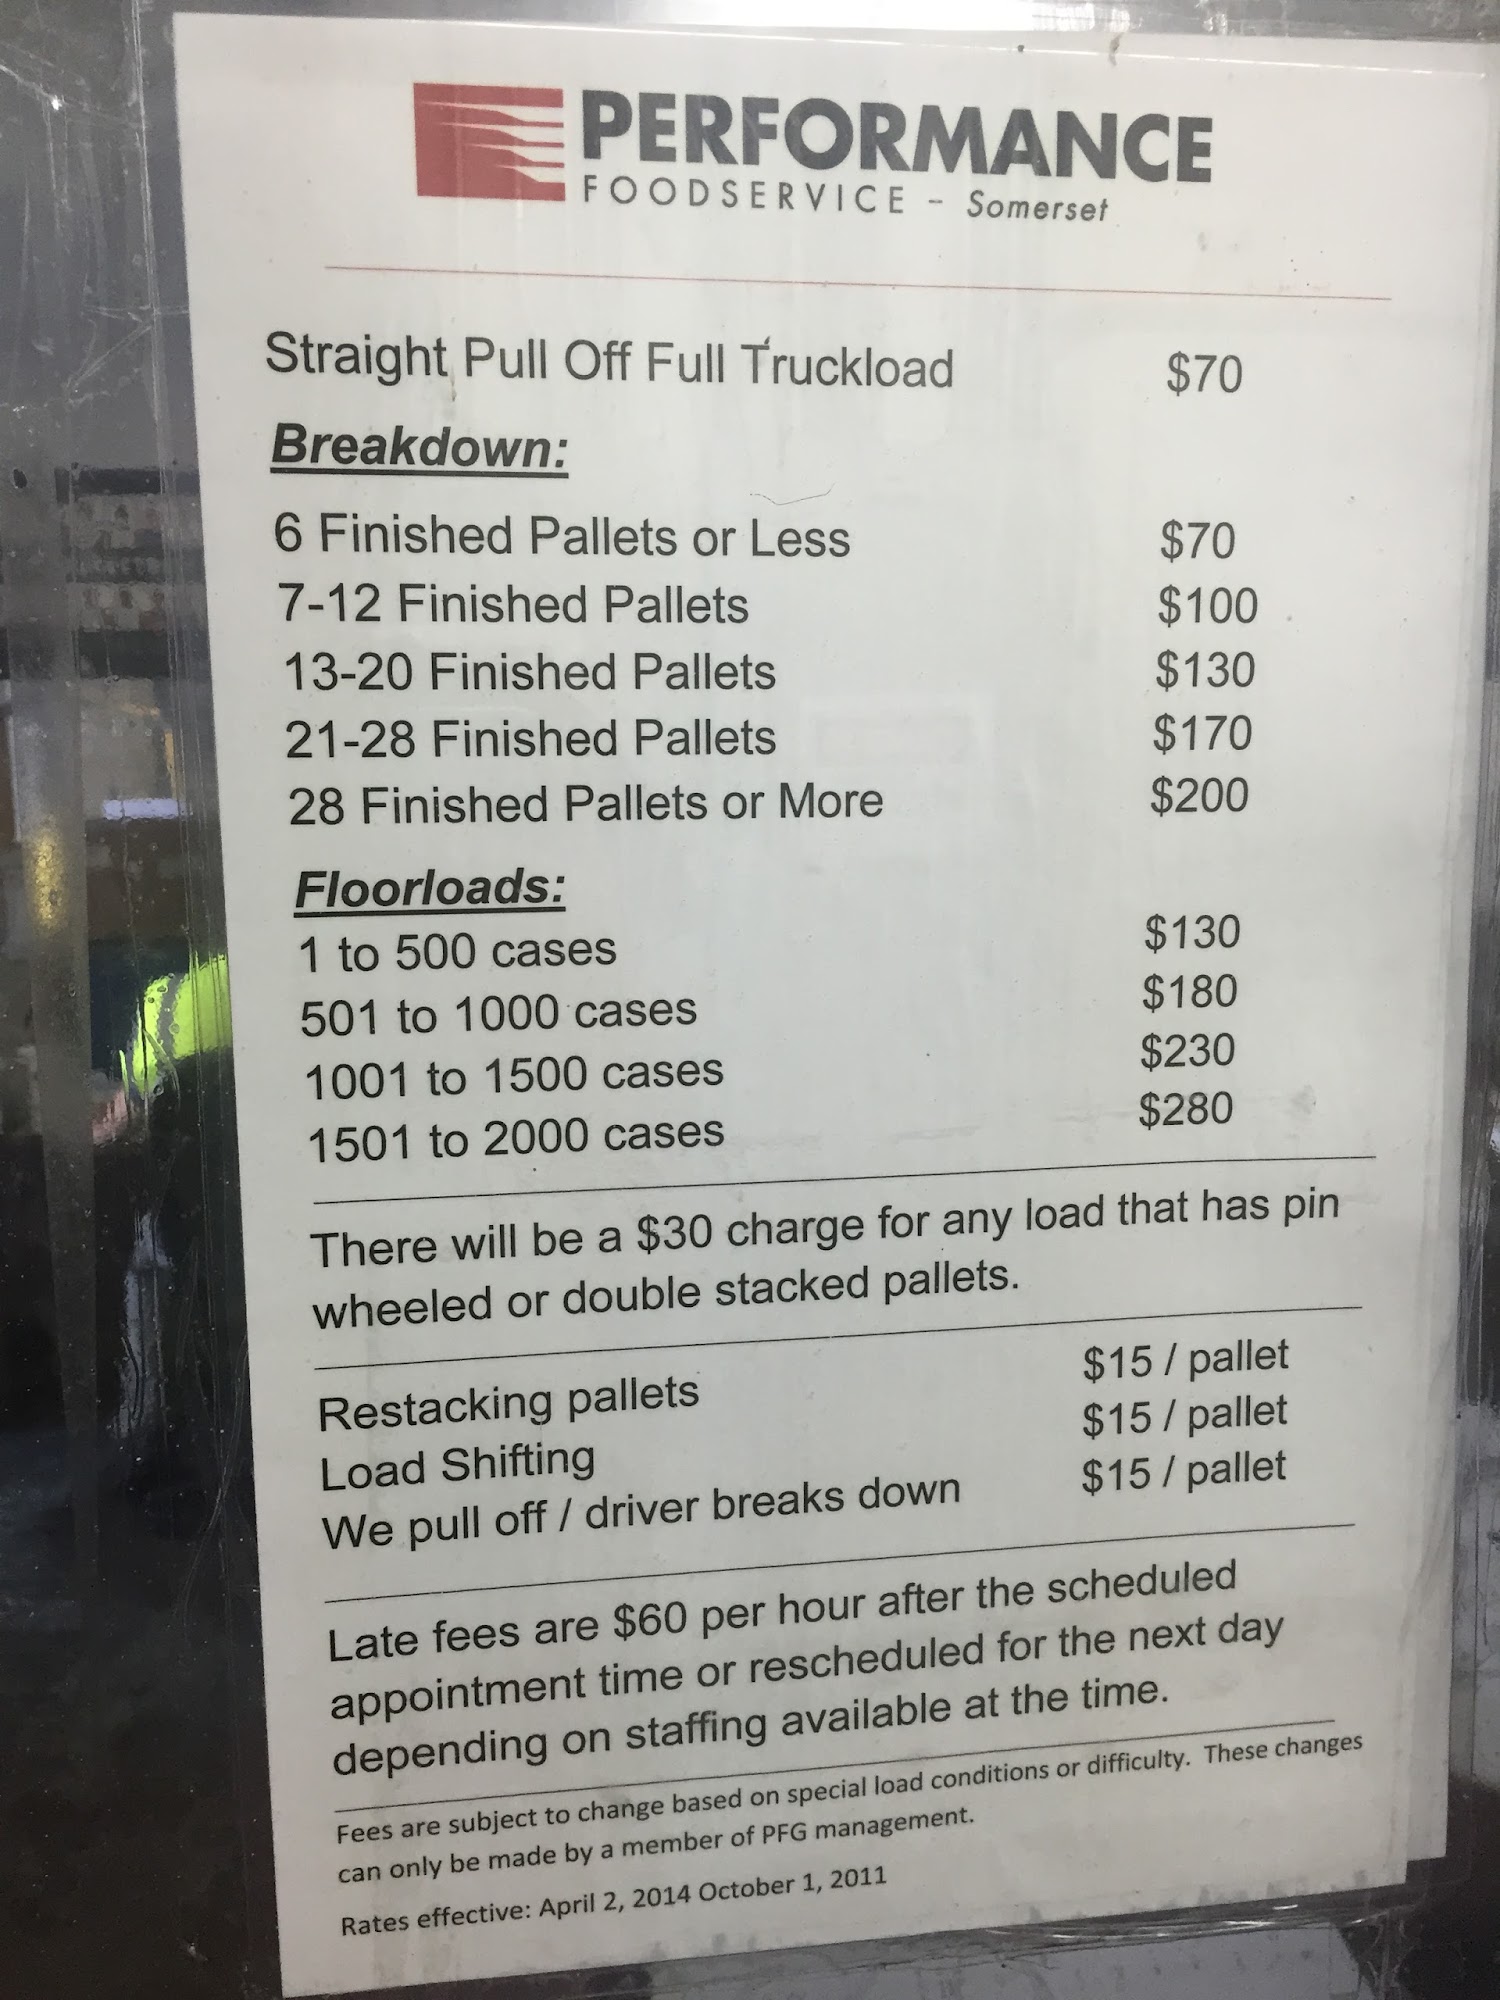 PERFORMANCE
FOODSERVICE - Somerset
Straight Pull Off Full Truckload $70
Breakdown:
6 Finished Pallets or Less $70
7-12 Finished Pallets $100
13-20 Finished Pallets $130
21-28 Finished Pallets $170
28 Finished Pallets or More $200
Floorloads:
1 to 500 cases $130
501 to 1000 cases $180
1001 to 1500 cases $230
1501 to 2000 cases $280
There will be a $30 charge for any load that has pin
wheeled or double stacked pallets.
Restacking pallets $15 / pallet
Load Shifting $15 / pallet
We pull off / driver breaks down $15 / pallet
Late fees are $60 per hour after the scheduled
appointment time or rescheduled for the next day
depending on staffing available at the time.
Fees are subject to change based on special load conditions or difficulty. These changes
can only be made by a member of PFG management.
Rates effective: April 2, 2014 October 1, 2011